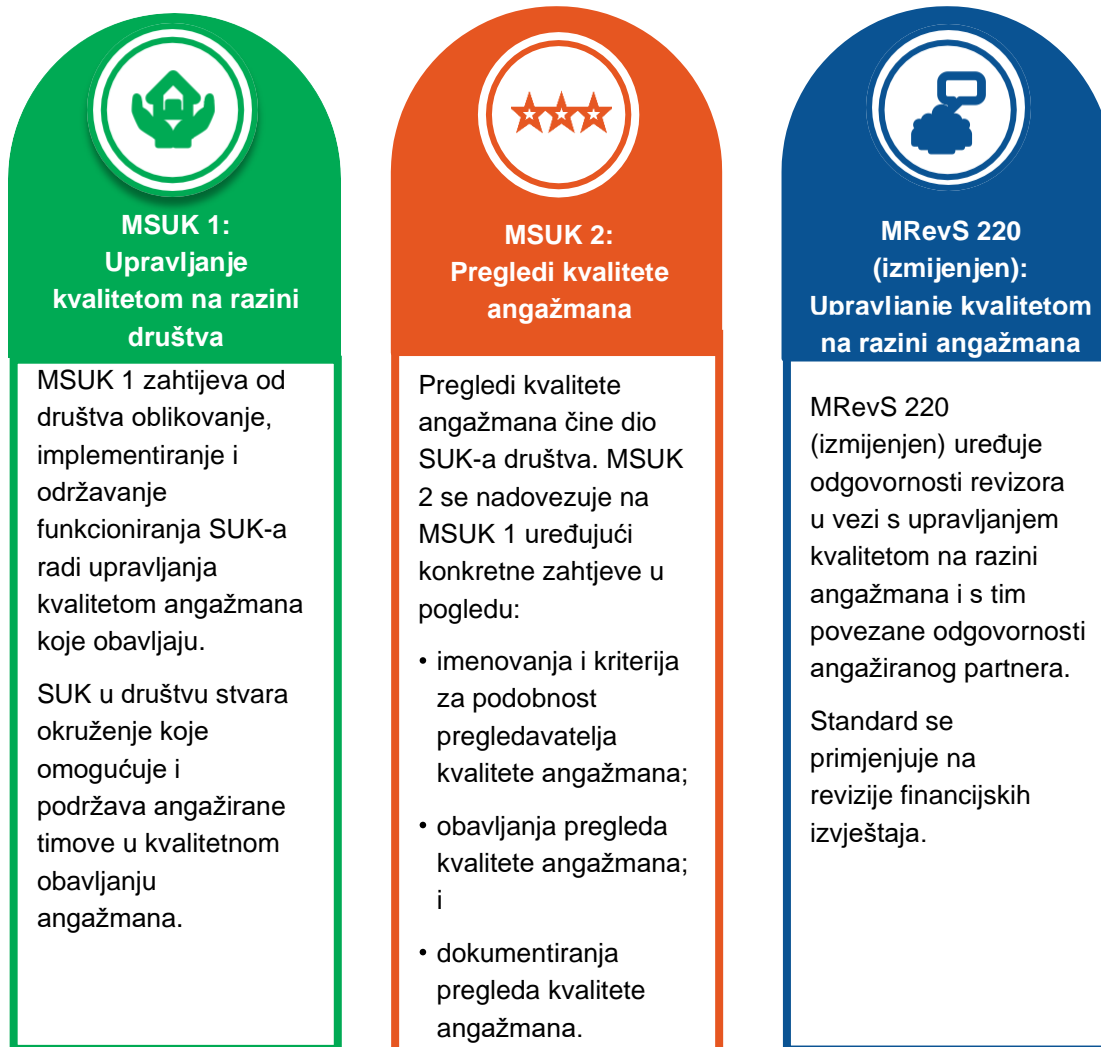 MSUK 1:
Upravljanje
kvalitetom na razini
društva
MSUK 1 zahtijeva od
društva oblikovanje,
implementiranje i
održavanje
funkcioniranja SUK-a
radi upravljanja
kvalitetom angažmana
koje obavljaju.
SUK u društvu stvara
okruženje koje
omogućuje i
podržava angažirane
timove u kvalitetnom
obavljanju
angažmana.
MSUK 2:
Pregledi kvalitete
angažmana
Pregledi kvalitete
angažmana čine dio
SUK-a društva. MSUK
2 se nadovezuje na
MSUK 1 uređujući
konkretne zahtjeve u
pogledu:
• imenovanja i kriterija
za podobnost
pregledavatelja
kvalitete angažmana;
• obavljanja pregleda
kvalitete angažmana;
i
• dokumentiranja
pregleda kvalitete
angažmana.
MRevS 220
(izmijenjen):
Upravljanje kvalitetom
na razini angažmana
MRevS 220
(izmijenjen) uređuje
odgovornosti revizora
u vezi s upravljanjem
kvalitetom na razini
angažmana i s tim
povezane odgovornosti
angažiranog partnera.
Standard se
primjenjuje na
revizije financijskih
izvještaja.